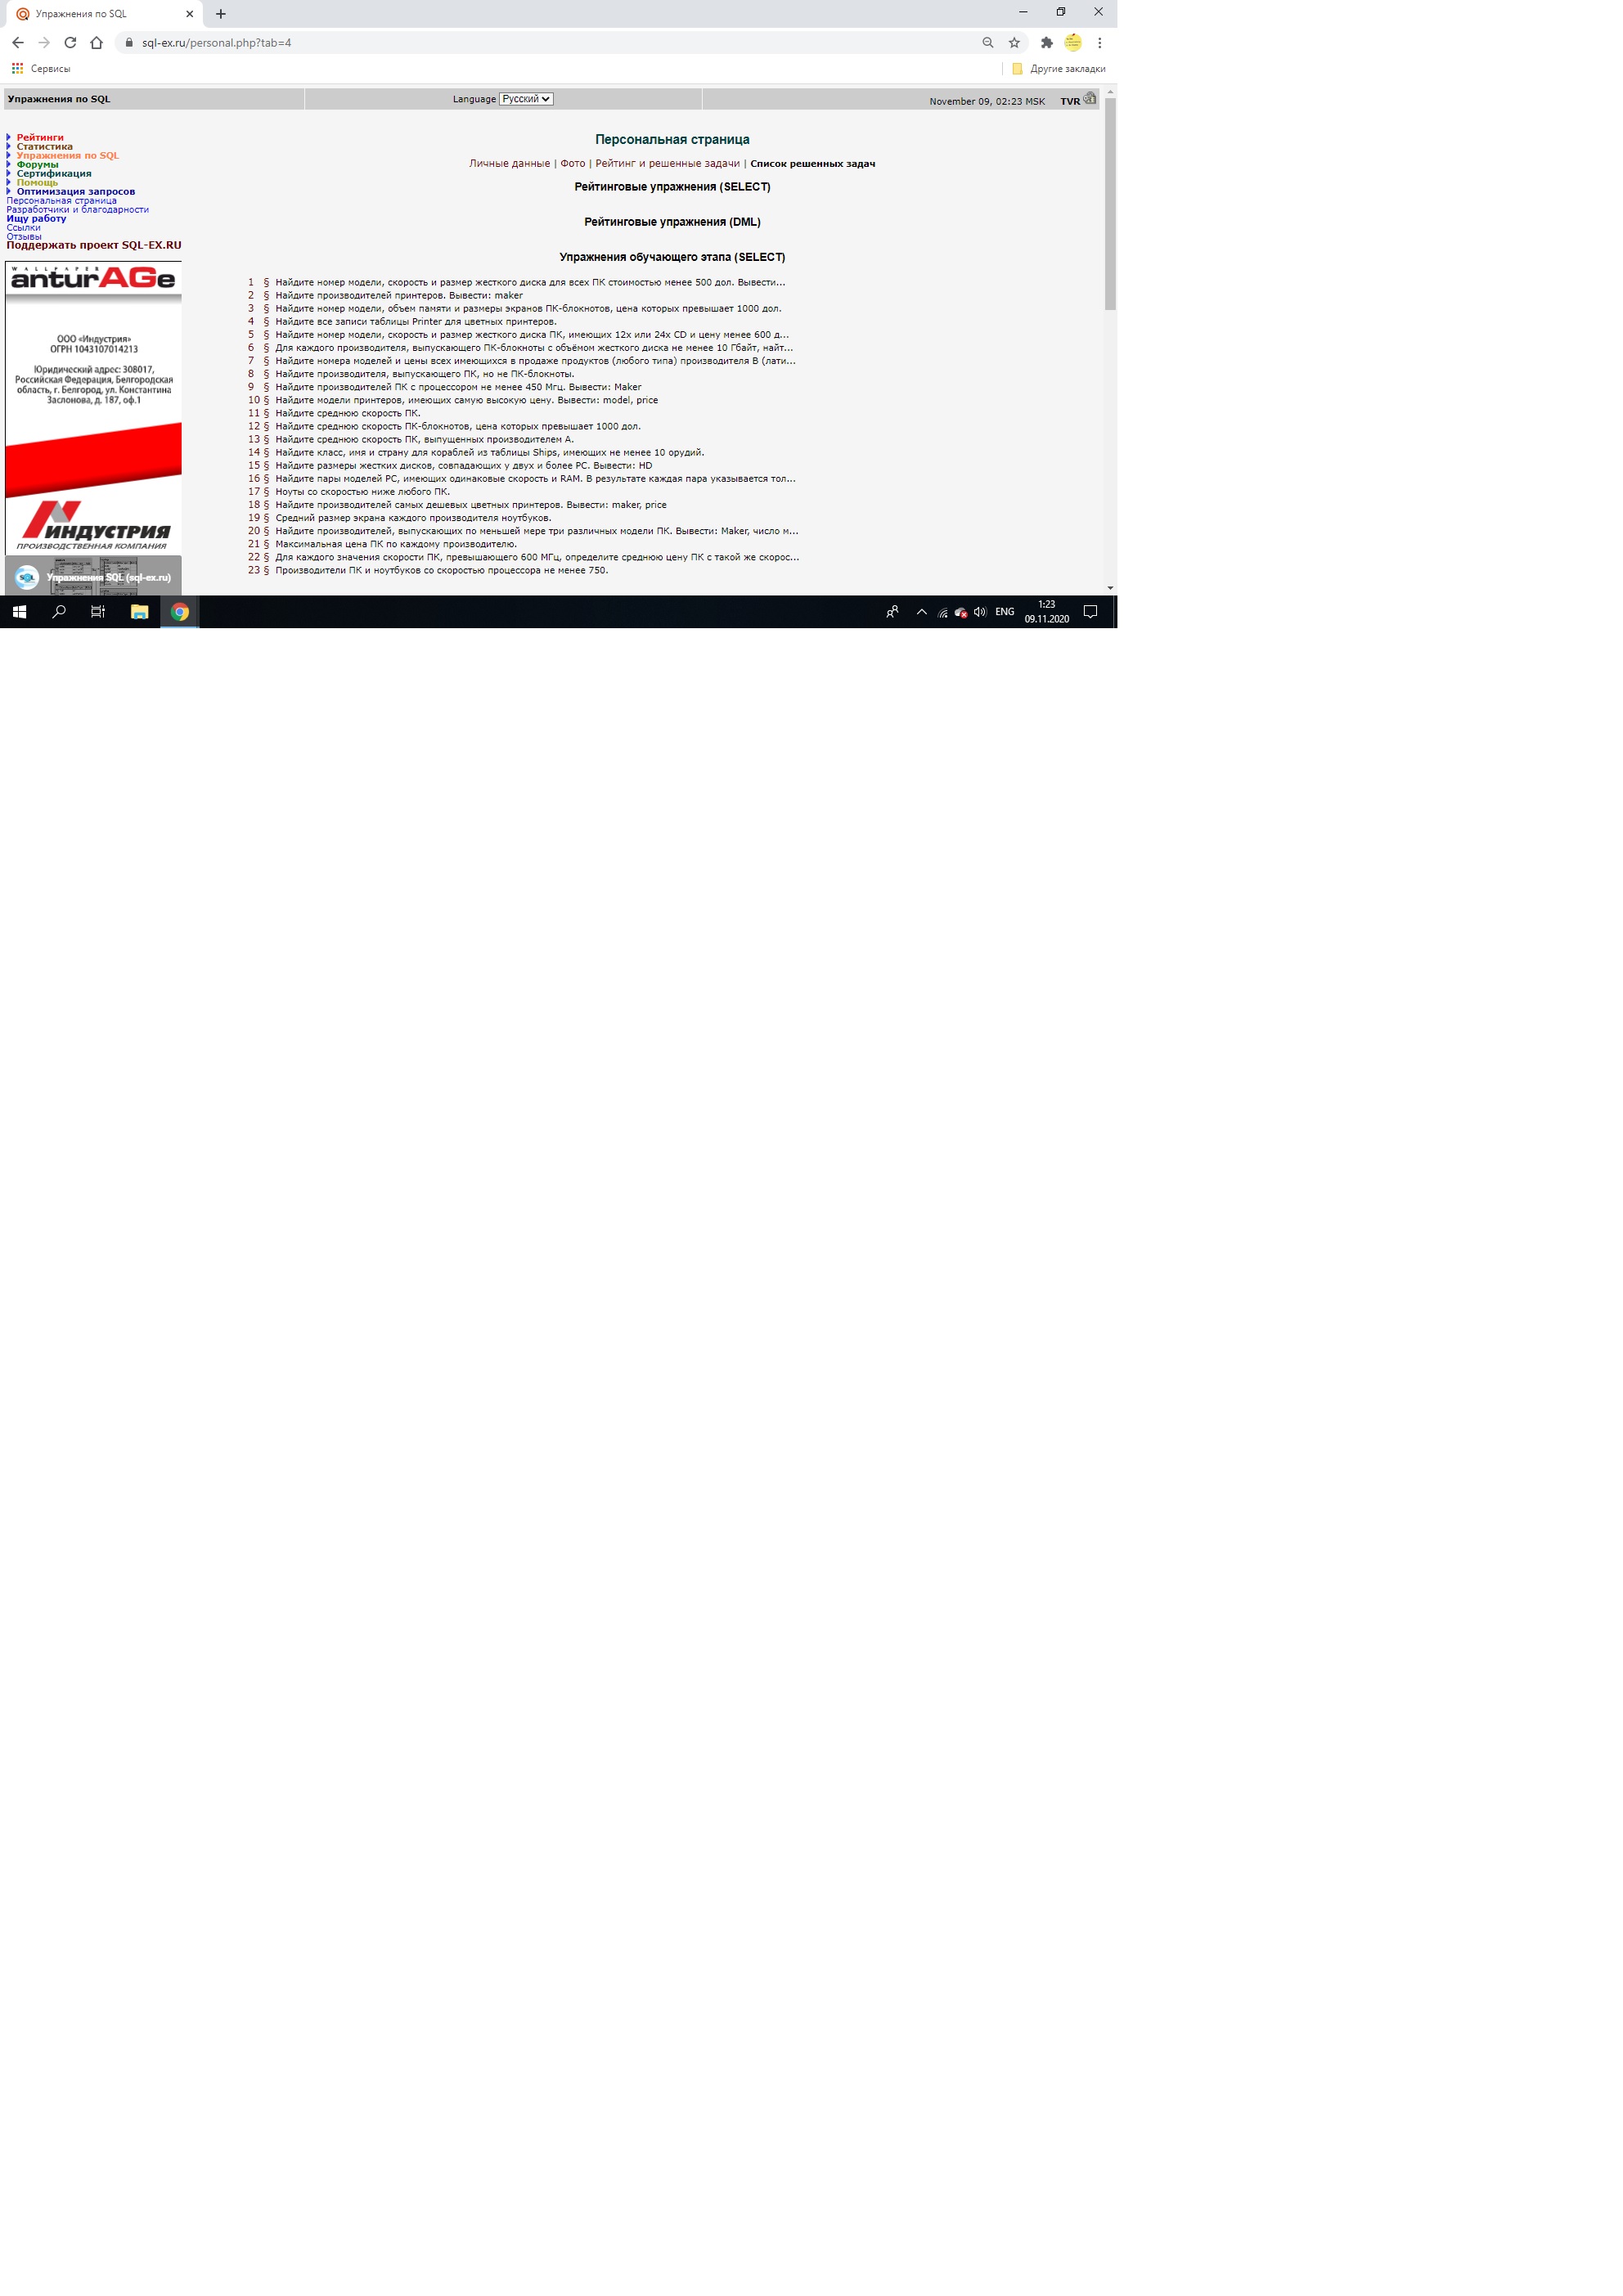 Упражнения по SQL
sql-ex.ru/personal.php?tab=4
Сервисы
Другие закладки
Упражнения по SQL
Language Русский
November 09, 02:23 MSK TVR
Рейтинги
Статистика
Упражнения по SQL
Форумы
Сертификация
Помощь
Оптимизация запросов
Персональная страница
Разработчики и благодарности
Ищу работу
Ссылки
Отзывы
Поддержать проект SQL-EX.RU
WALLPAPER
anturAGe
ООО «Индустрия»
ОГРН 1043107014213
Юридический адрес: 308017,
Российская Федерация, Белгородская
область, г. Белгород, ул. Константина
Заслонова, д. 187, оф.1
ИНДУСТРИЯ
ПРОИЗВОДСТВЕННАЯ КОМПАНИЯ
SQL
Упражнения SQL (sql-ex.ru)
Персональная страница
Личные данные | Фото | Рейтинг и решенные задачи | Список решенных задач
Рейтинговые упражнения (SELECT)
Рейтинговые упражнения (DML)
Упражнения обучающего этапа (SELECT)
1 § Найдите номер модели, скорость и размер жесткого диска для всех ПК стоимостью менее 500 дол. Вывести...
2 § Найдите производителей принтеров. Вывести: maker
3 § Найдите номер модели, объем памяти и размеры экранов ПК-блокнотов, цена которых превышает 1000 дол.
4 § Найдите все записи таблицы Printer для цветных принтеров.
5 § Найдите номер модели, скорость и размер жесткого диска ПК, имеющих 12x или 24x CD и цену менее 600 д...
6 § Для каждого производителя, выпускающего ПК-блокноты c объёмом жесткого диска не менее 10 Гбайт, найт...
7 § Найдите номера моделей и цены всех имеющихся в продаже продуктов (любого типа) производителя B (лати...
8 § Найдите производителя, выпускающего ПК, но не ПК-блокноты.
9 § Найдите производителей ПК с процессором не менее 450 Мгц. Вывести: Maker
10 § Найдите модели принтеров, имеющих самую высокую цену. Вывести: model, price
11 § Найдите среднюю скорость ПК.
12 § Найдите среднюю скорость ПК-блокнотов, цена которых превышает 1000 дол.
13 § Найдите среднюю скорость ПК, выпущенных производителем A.
14 § Найдите класс, имя и страну для кораблей из таблицы Ships, имеющих не менее 10 орудий.
15 § Найдите размеры жестких дисков, совпадающих у двух и более PC. Вывести: HD
16 § Найдите пары моделей PC, имеющих одинаковые скорость и RAM. В результате каждая пара указывается тол...
17 § Ноуты со скоростью ниже любого ПК.
18 § Найдите производителей самых дешевых цветных принтеров. Вывести: maker, price
19 § Средний размер экрана каждого производителя ноутбуков.
20 § Найдите производителей, выпускающих по меньшей мере три различных модели ПК. Вывести: Maker, число м...
21 § Максимальная цена ПК по каждому производителю.
22 § Для каждого значения скорости ПК, превышающего 600 МГц, определите среднюю цену ПК с такой же скорос...
23 § Производители ПК и ноутбуков со скоростью процессора не менее 750.
ENG
1:23
09.11.2020